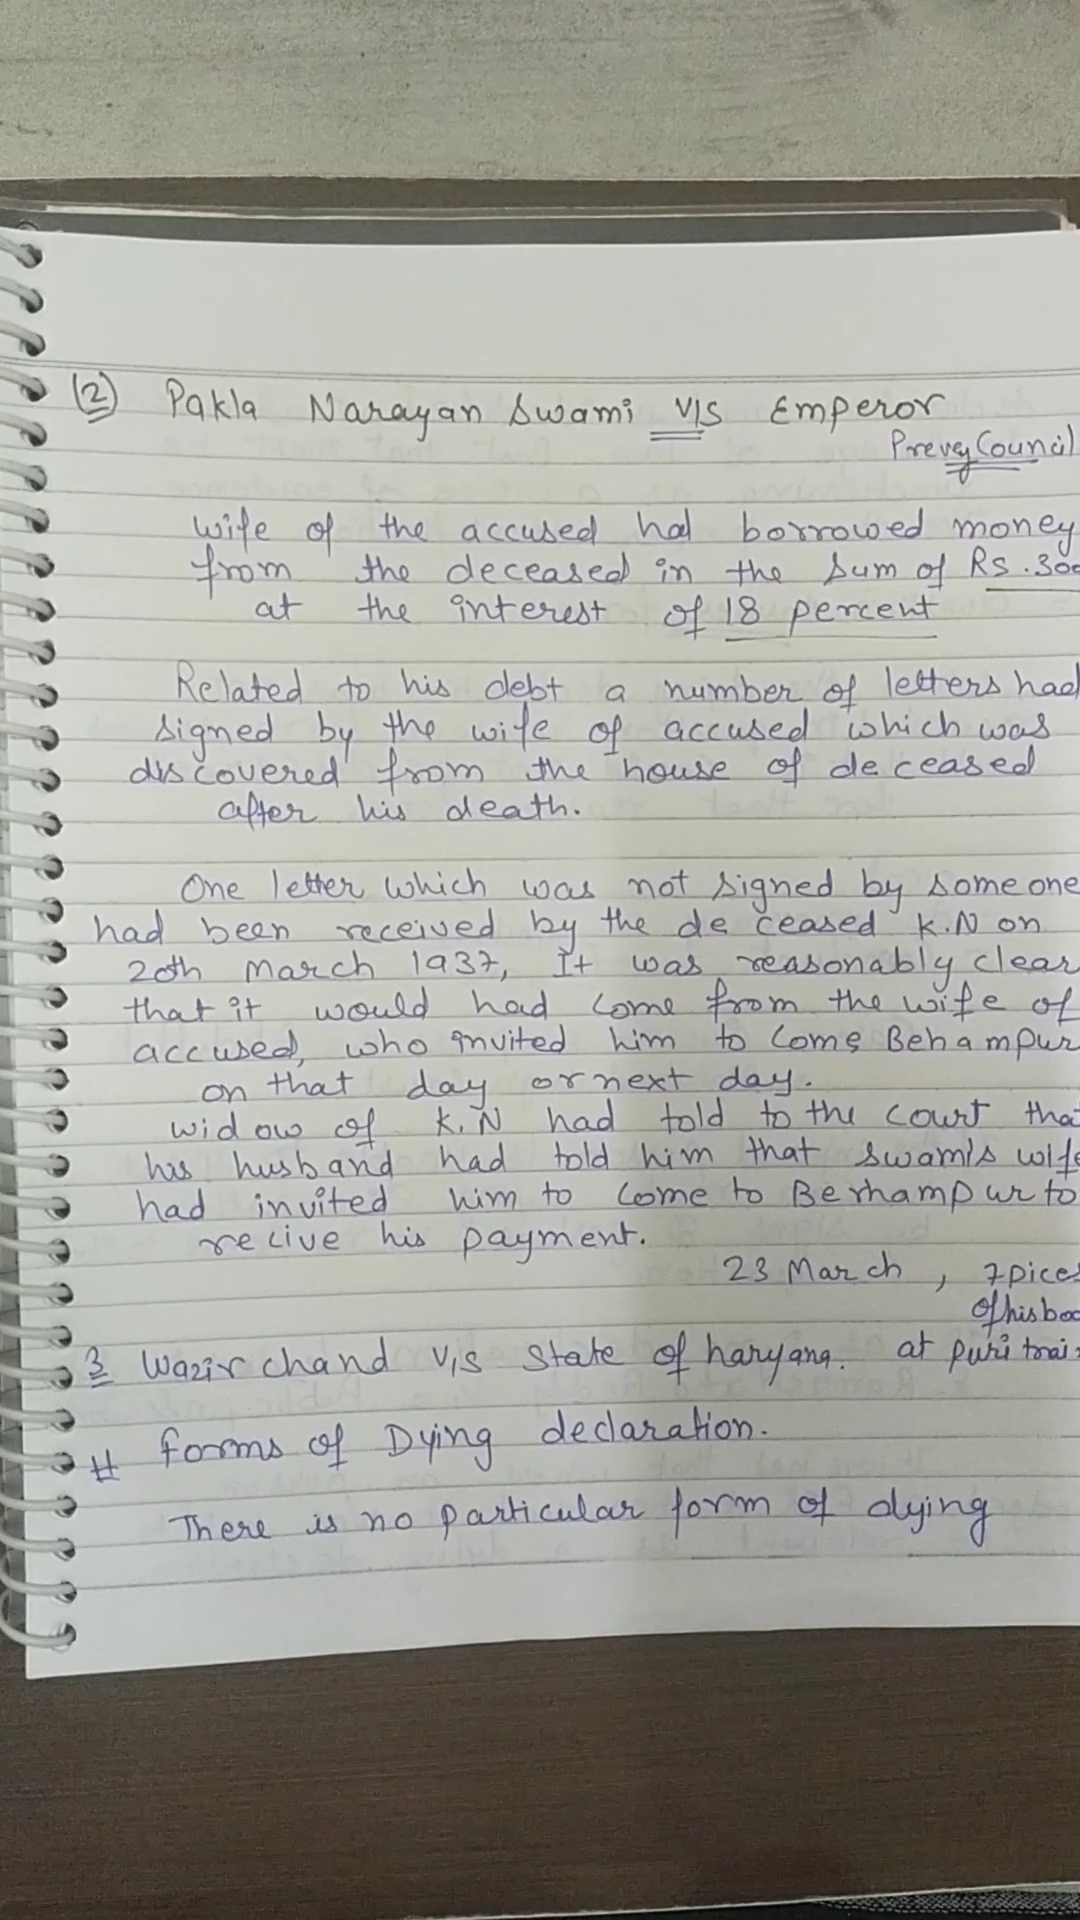 (2) Pakla Narayan Swami V/S Emperor
Prevey Council
wife of the accused had borrowed money
from the deceased in the sum of RS. 300
at the interest of 18 percent
Related to his debt a number of letters had
signed by the wife of accused which was
discovered from the house of deceased
after his death.
One letter which was not signed by someone
had been received by the deceased K.N on
20th March 1937, It was reasonably clear
that it would had come from the wife of
accused, who invited him to come Behampur
on that day or next day.
widow of K.N had told to the court tha
his husband had told him that swami's wife
had invited him to come to Berhampur to
recive his payment.
23 March, 7 pices
of his bod
3 Wazir chand V/S State of haryana. at puri trai
# forms of Dying declaration.
There is no particular form of dying